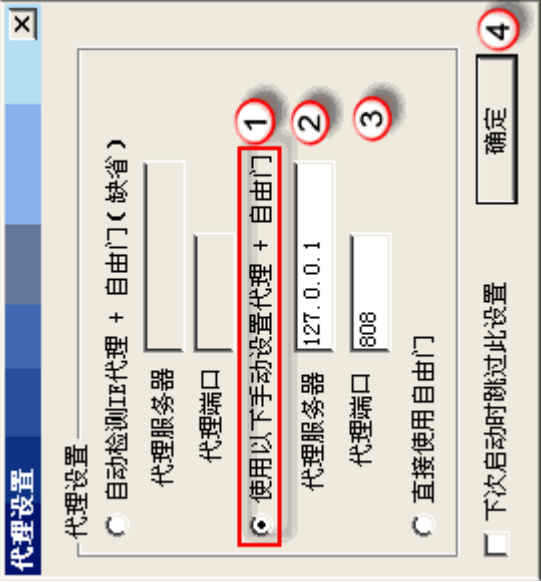 代理设置
代理设置
自动检测IE代理 + 自由门(缺省)
代理服务器
代理端口
使用以下手动设置代理 + 自由门 1
代理服务器 127.0.0.1 2
代理端口 808 3
直接使用自由门
下次启动时跳过此设置 确定 4